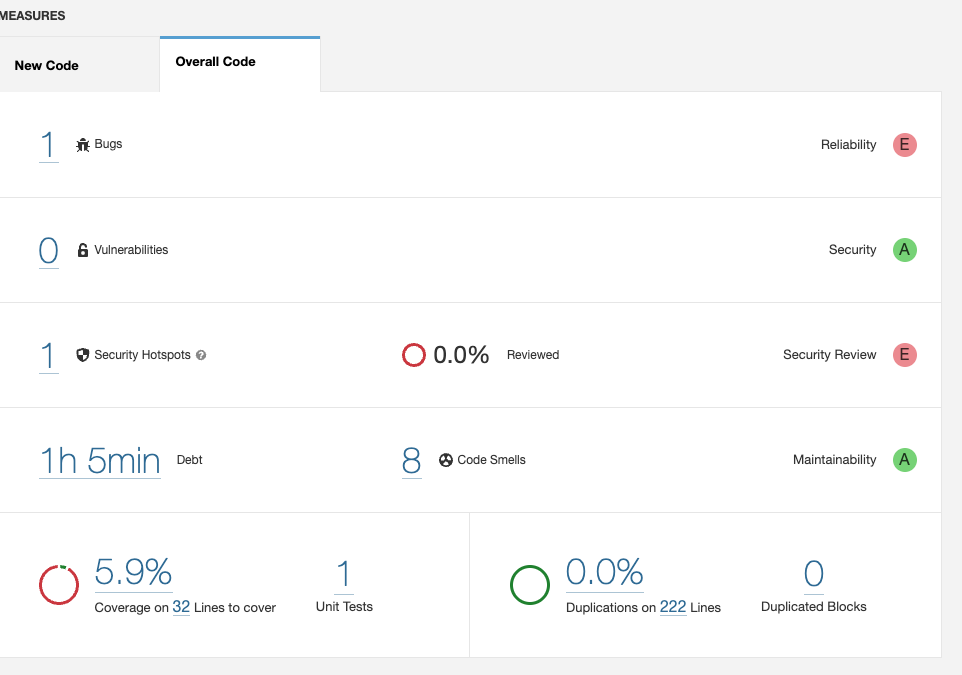 MEASURES
New Code
Overall Code
1 Bugs Reliability E
0 Vulnerabilities Security A
1 Security Hotspots ? 0.0% Reviewed Security Review E
1h 5min Debt 8 Code Smells Maintainability A
5.9% 1 0.0% 0
Coverage on 32 Lines to cover Unit Tests Duplications on 222 Lines Duplicated Blocks